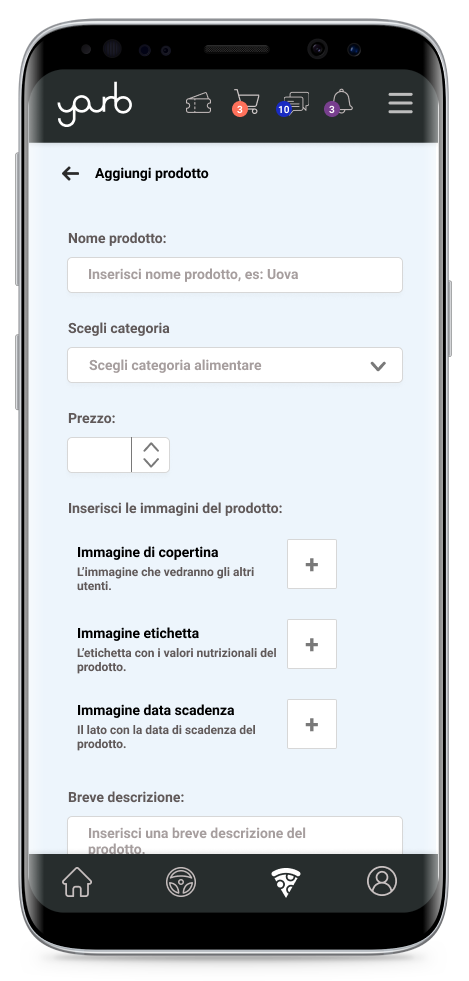 yourb
3
10
3
Aggiungi prodotto
Nome prodotto:
Inserisci nome prodotto, es: Uova
Scegli categoria
Scegli categoria alimentare
Prezzo:
Inserisci le immagini del prodotto:
Immagine di copertina
L'immagine che vedranno gli altri
utenti.
+
Immagine etichetta
L'etichetta con i valori nutrizionali del
prodotto.
+
Immagine data scadenza
Il lato con la data di scadenza del
prodotto.
+
Breve descrizione:
Inserisci una breve descrizione del
prodotto.